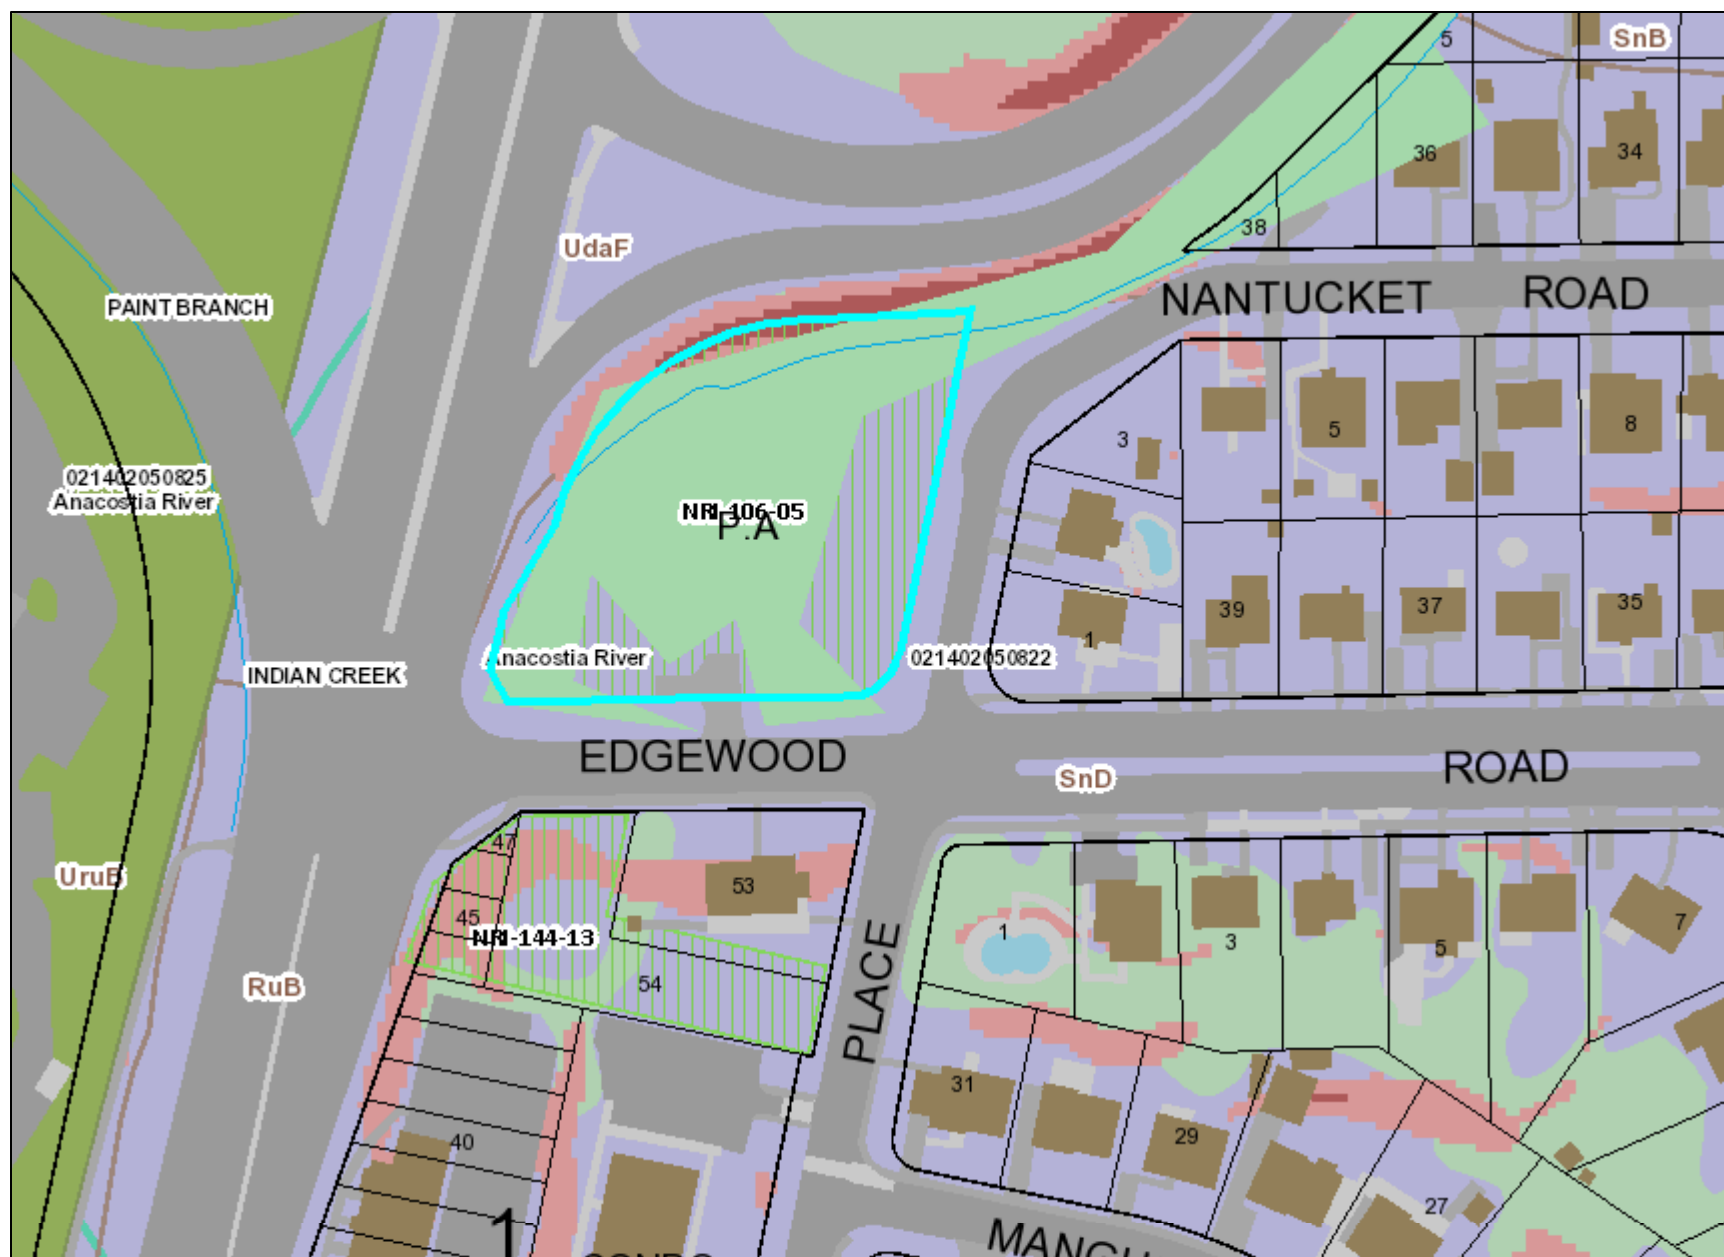 5
SnB
36
34
38
UdaF
PAINT BRANCH
NANTUCKET ROAD
3
5
8
021402050825
Anacostia River
NRI-106-05
P.A
39
37
35
1
Anacostia River
021402050822
INDIAN CREEK
EDGEWOOD ROAD
SnD
47
UruB
53
45
NRI-144-13
1
3
5
7
54
RuB
PLACE
31
40
29
27
1